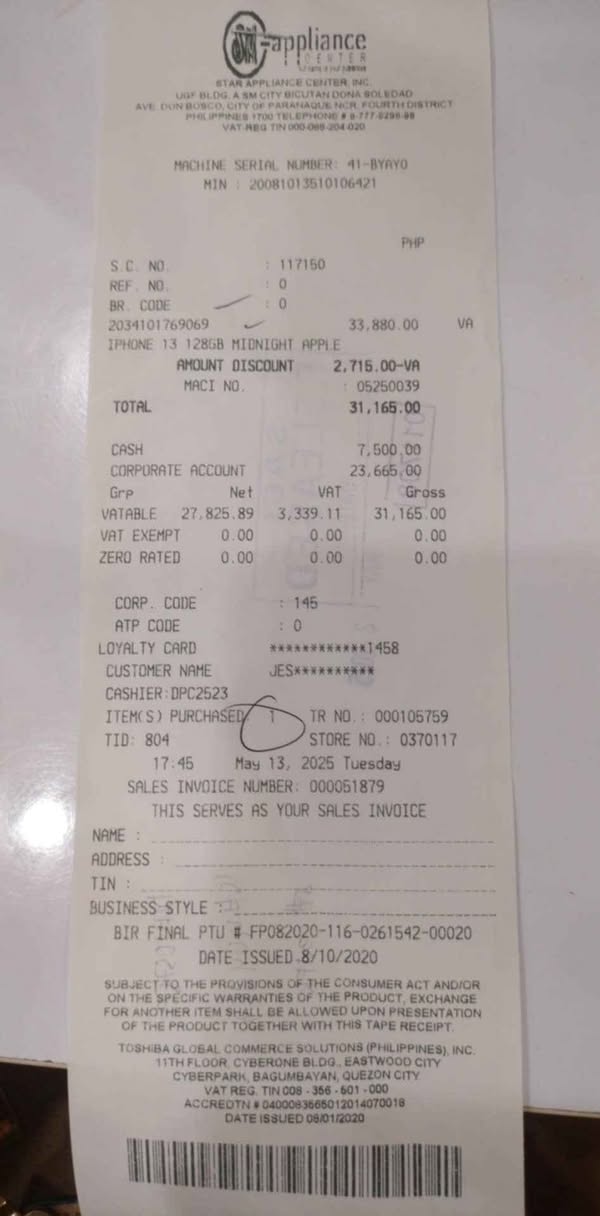 appliance
CENTER
STAR APPLIANCE CENTER, INC.
UGF BLDG. A SM CITY BICUTAN DONA SOLEDAD
AVE. DON BOSCO, CITY OF PARANAQUE NCR, FOURTH DISTRICT
PHILIPPINES 1700 TELEPHONE #
VAT REG TIN 000-088-204-020
MACHINE SERIAL NUMBER: 41-BYAYO
MIN : 20081013510106421
PHP
S.C. NO. : 117150
REF. NO. : 0
BR. CODE : 0
2034101769069 33,880.00 VA
IPHONE 13 128GB MIDNIGHT APPLE
AMOUNT DISCOUNT 2,715.00-VA
MACI NO. : 05250039
TOTAL 31,165.00
CASH 7,500.00
CORPORATE ACCOUNT 23,665.00
Grp Net VAT Gross
VATABLE 27,825.89 3,339.11 31,165.00
VAT EXEMPT 0.00 0.00 0.00
ZERO RATED 0.00 0.00 0.00
CORP. CODE : 145
ATP CODE : 0
LOYALTY CARD ************1458
CUSTOMER NAME JES**********
CASHIER:DPC2523
ITEM(S) PURCHASED 1 TR NO.: 000105759
TID: 804 STORE NO.: 0370117
17:45 May 13, 2025 Tuesday
SALES INVOICE NUMBER: 000051879
THIS SERVES AS YOUR SALES INVOICE
NAME :
ADDRESS :
TIN :
BUSINESS STYLE :
BIR FINAL PTU # FP082020-116-0261542-00020
DATE ISSUED 8/10/2020
SUBJECT TO THE PROVISIONS OF THE CONSUMER ACT AND/OR
ON THE SPECIFIC WARRANTIES OF THE PRODUCT, EXCHANGE
FOR ANOTHER ITEM SHALL BE ALLOWED UPON PRESENTATION
OF THE PRODUCT TOGETHER WITH THIS TAPE RECEIPT.
TOSHIBA GLOBAL COMMERCE SOLUTIONS (PHILIPPINES), INC.
11TH FLOOR, CYBERONE BLDG., EASTWOOD CITY
CYBERPARK, BAGUMBAYAN, QUEZON CITY
VAT REG. TIN 008 - 356 - 601 - 000
ACCREDTN # 0400083665012014070018
DATE ISSUED 08/01/2020